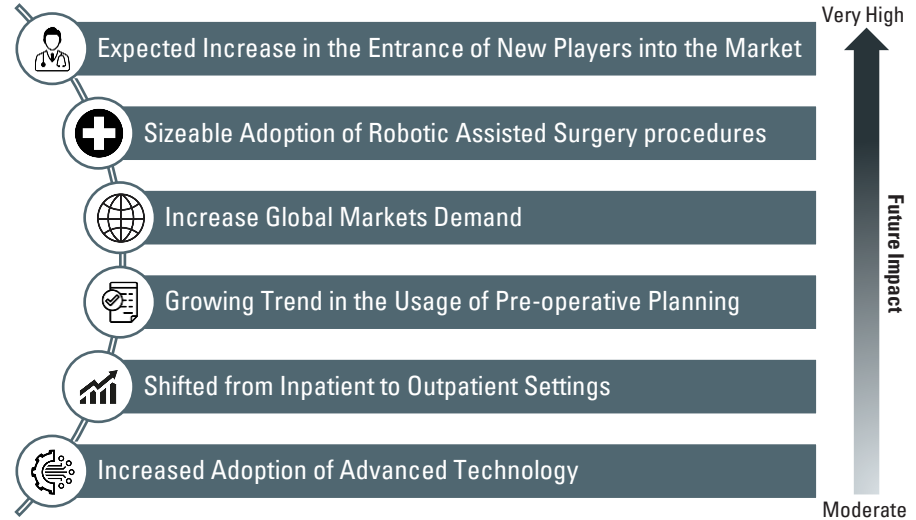 Very High
Expected Increase in the Entrance of New Players into the Market
Sizeable Adoption of Robotic Assisted Surgery procedures
Increase Global Markets Demand
Future Impact
Growing Trend in the Usage of Pre-operative Planning
Shifted from Inpatient to Outpatient Settings
Increased Adoption of Advanced Technology
Moderate